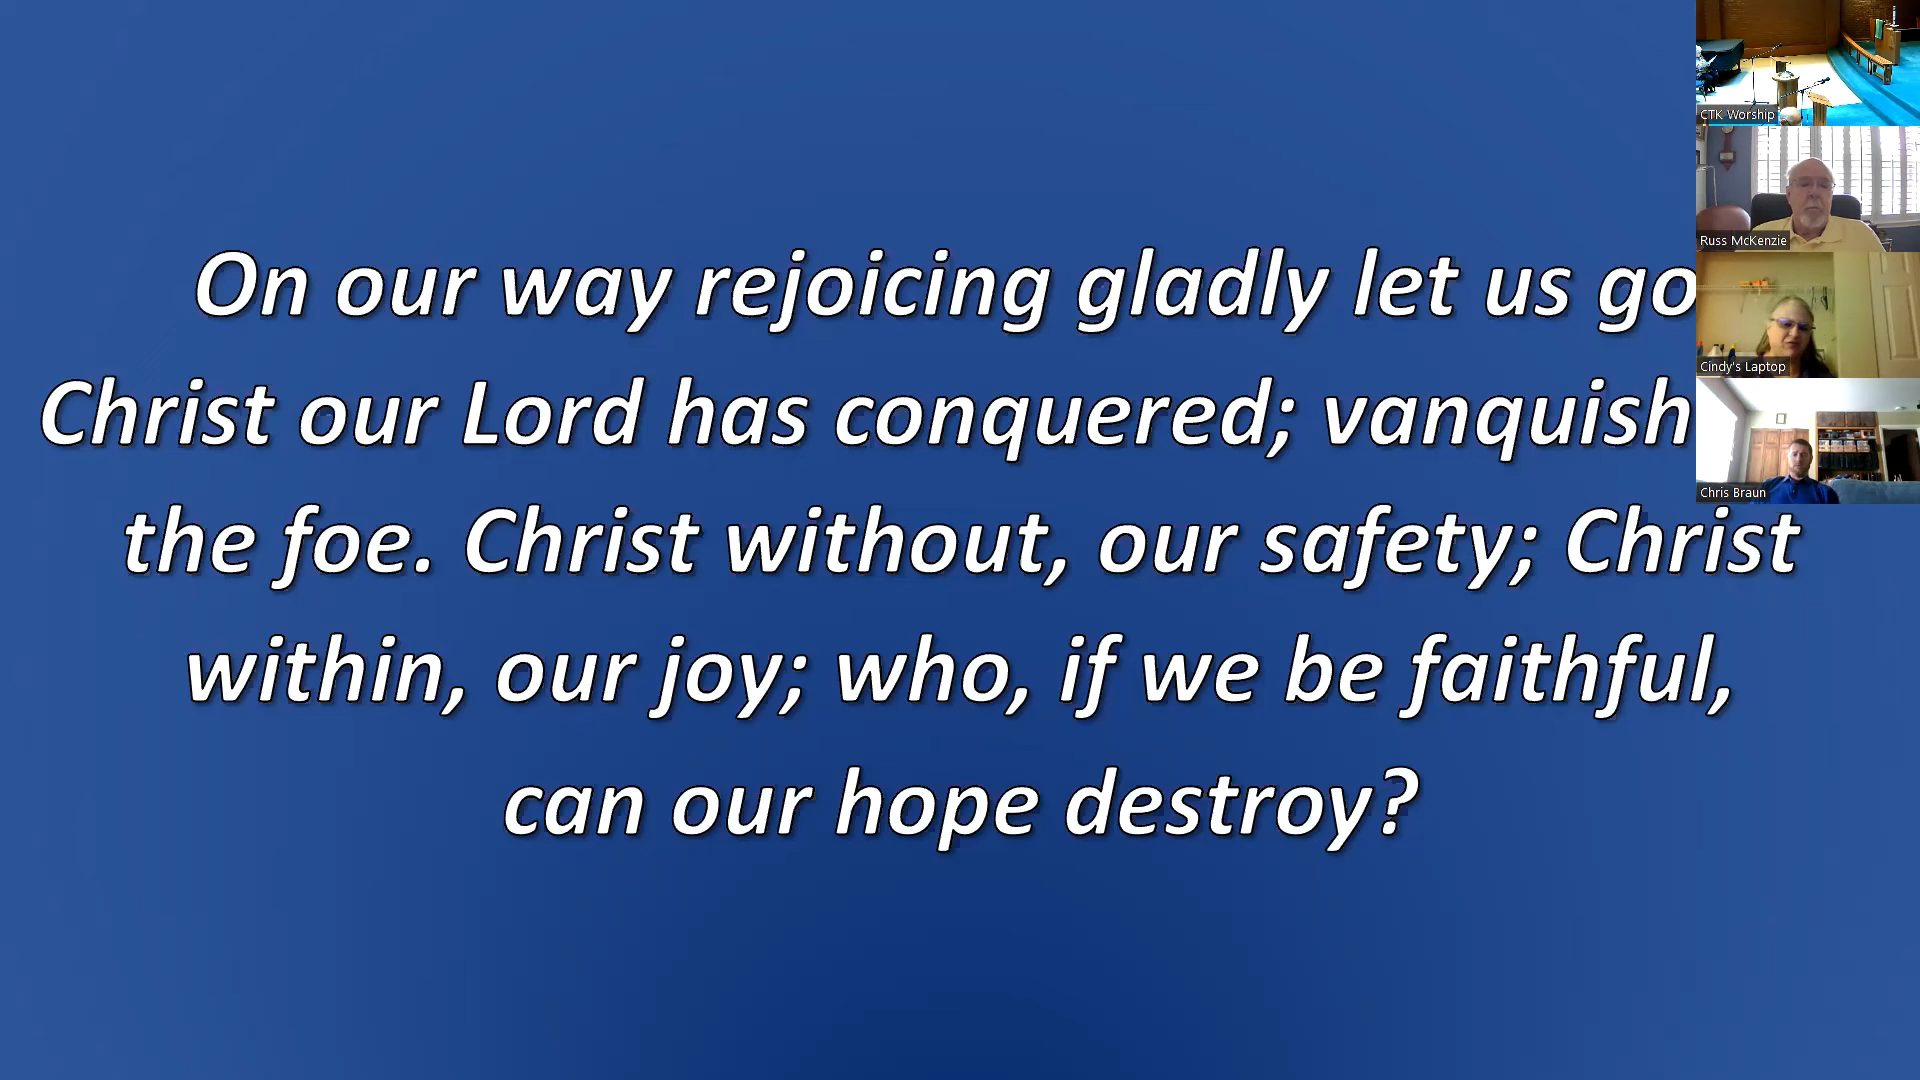 On our way rejoicing gladly let us go
Christ our Lord has conquered; vanquish
the foe. Christ without, our safety; Christ
within, our joy; who, if we be faithful,
can our hope destroy?
CTK Worship
Russ McKenzie
Cindy's Laptop
Chris Braun